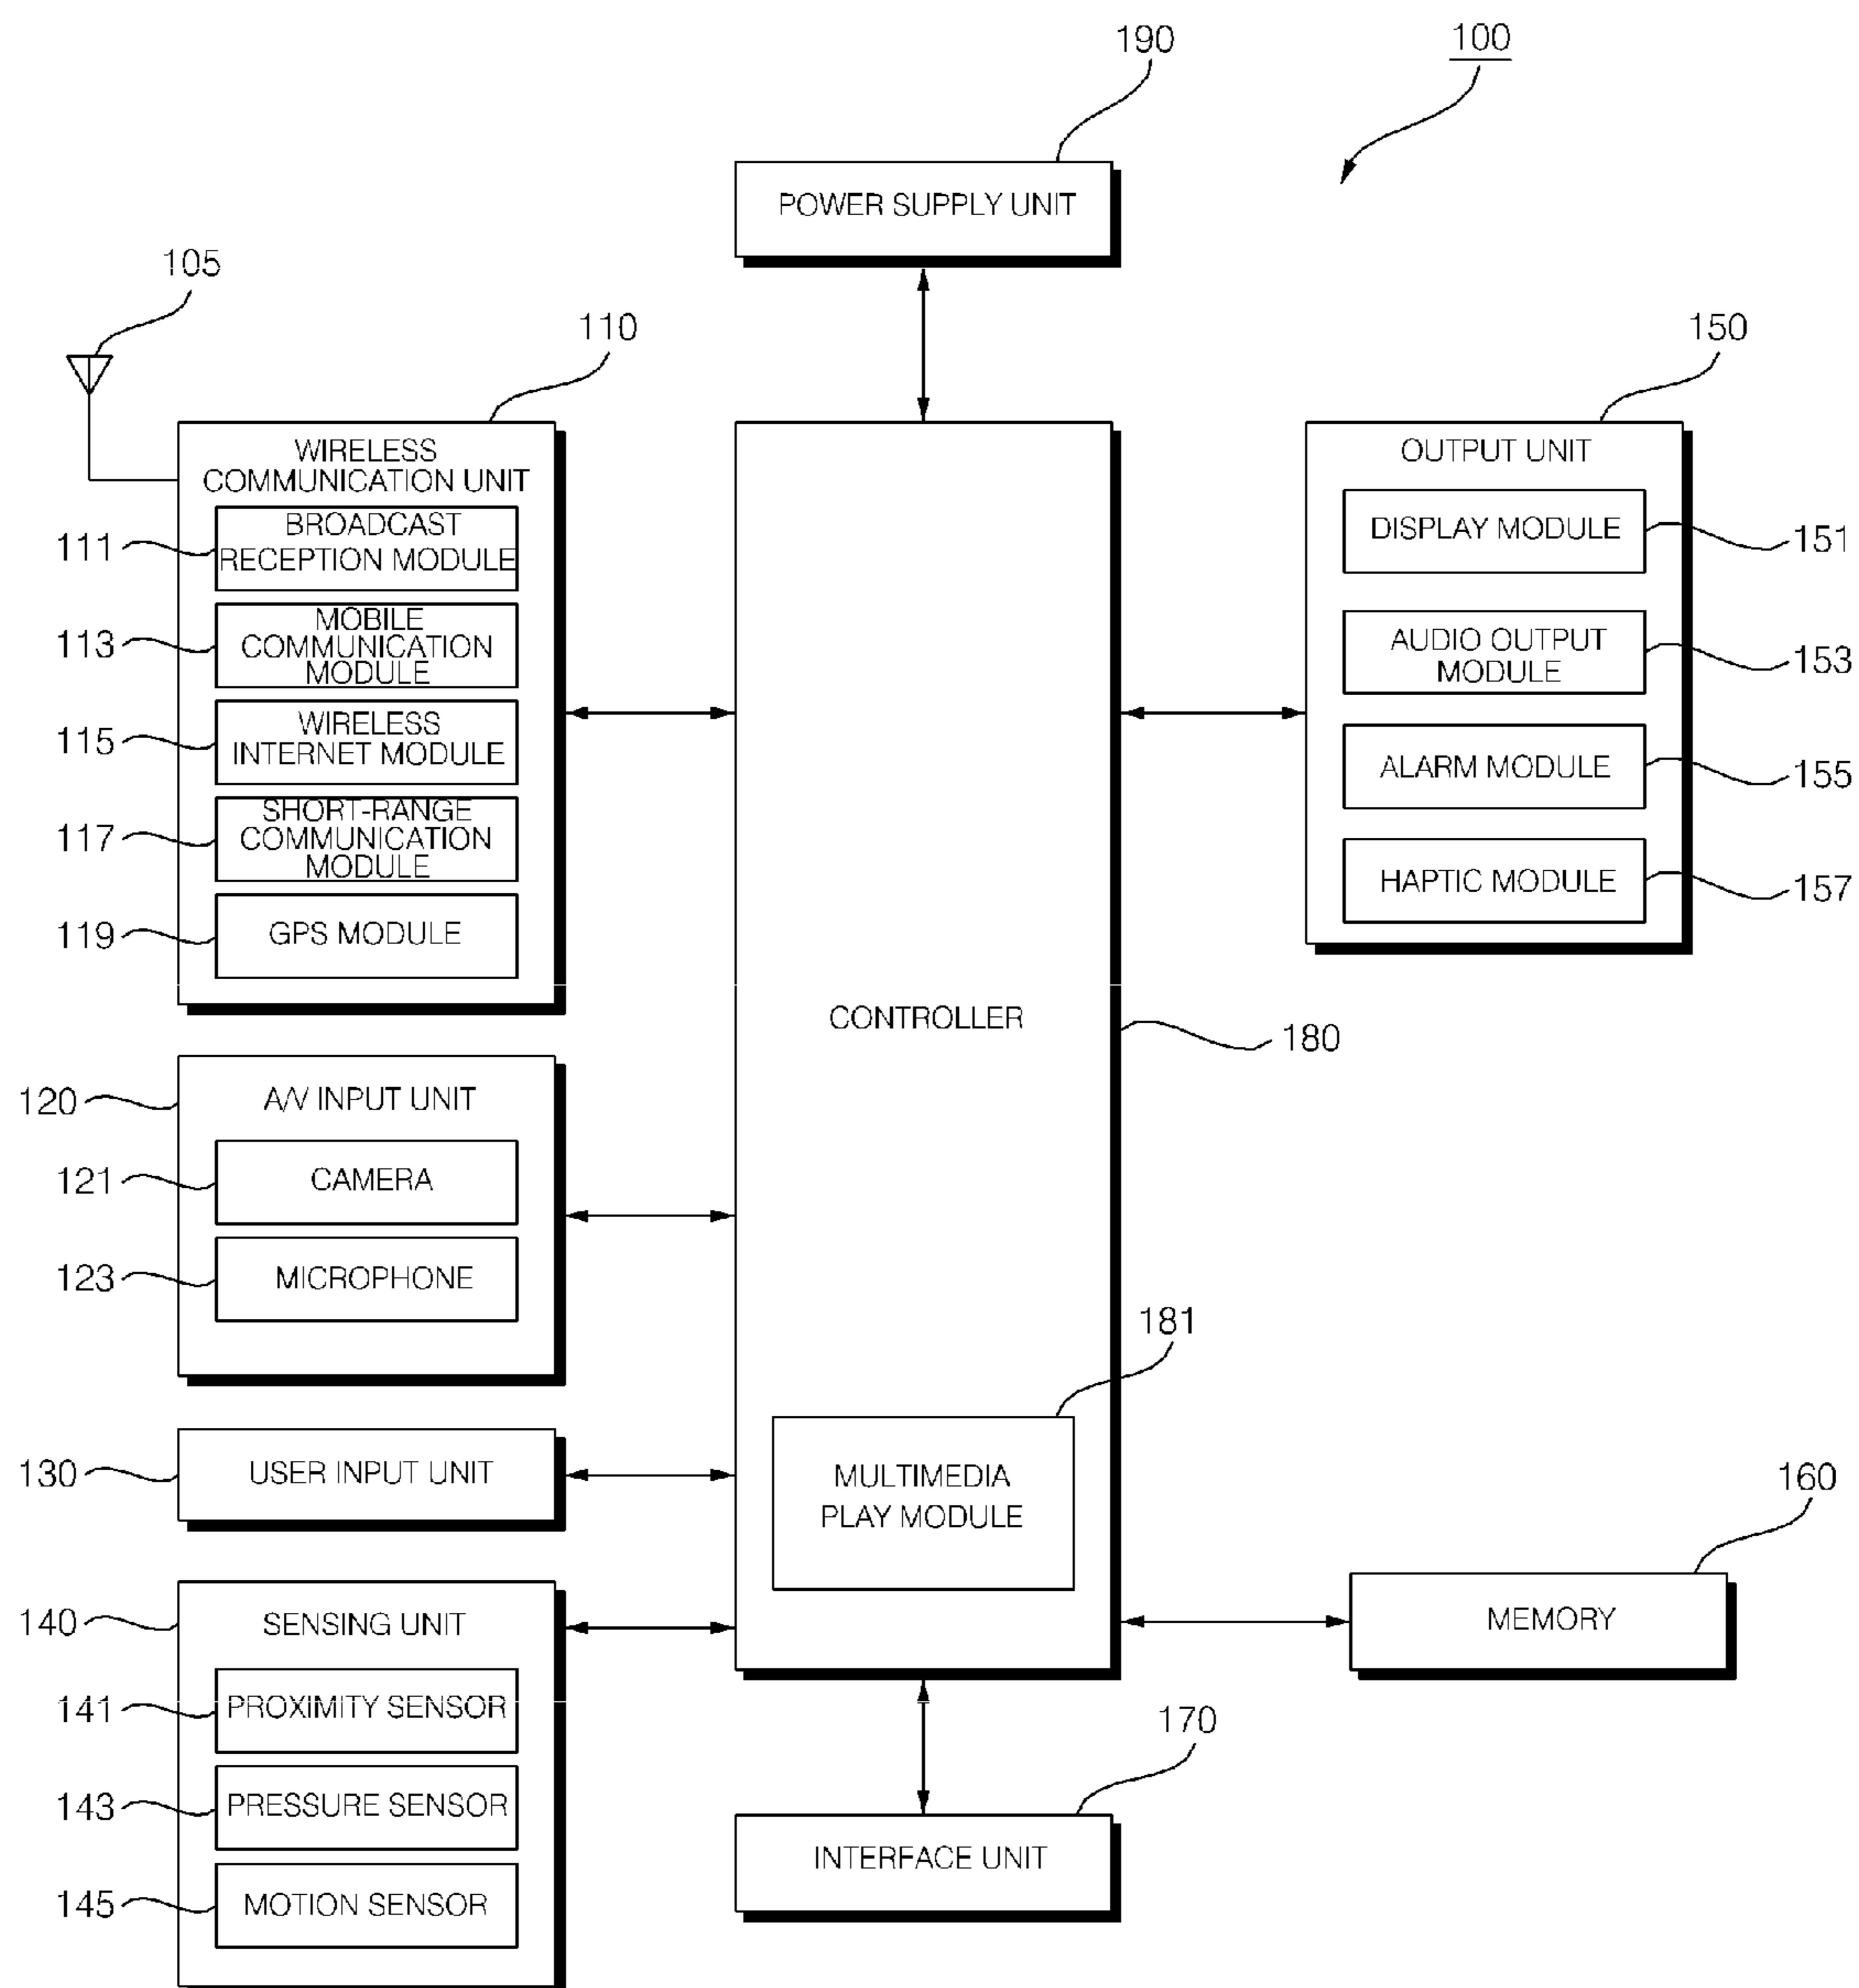 190
100
POWER SUPPLY UNIT
105
110
150
WIRELESS
COMMUNICATION UNIT
111
BROADCAST
RECEPTION MODULE
113
MOBILE
COMMUNICATION
MODULE
115
WIRELESS
INTERNET MODULE
117
SHORT-RANGE
COMMUNICATION
MODULE
119
GPS MODULE
OUTPUT UNIT
DISPLAY MODULE
151
AUDIO OUTPUT
MODULE
153
ALARM MODULE
155
HAPTIC MODULE
157
CONTROLLER
180
120
A/V INPUT UNIT
121
CAMERA
123
MICROPHONE
181
MULTIMEDIA
PLAY MODULE
130
USER INPUT UNIT
160
MEMORY
140
SENSING UNIT
141
PROXIMITY SENSOR
143
PRESSURE SENSOR
145
MOTION SENSOR
170
INTERFACE UNIT